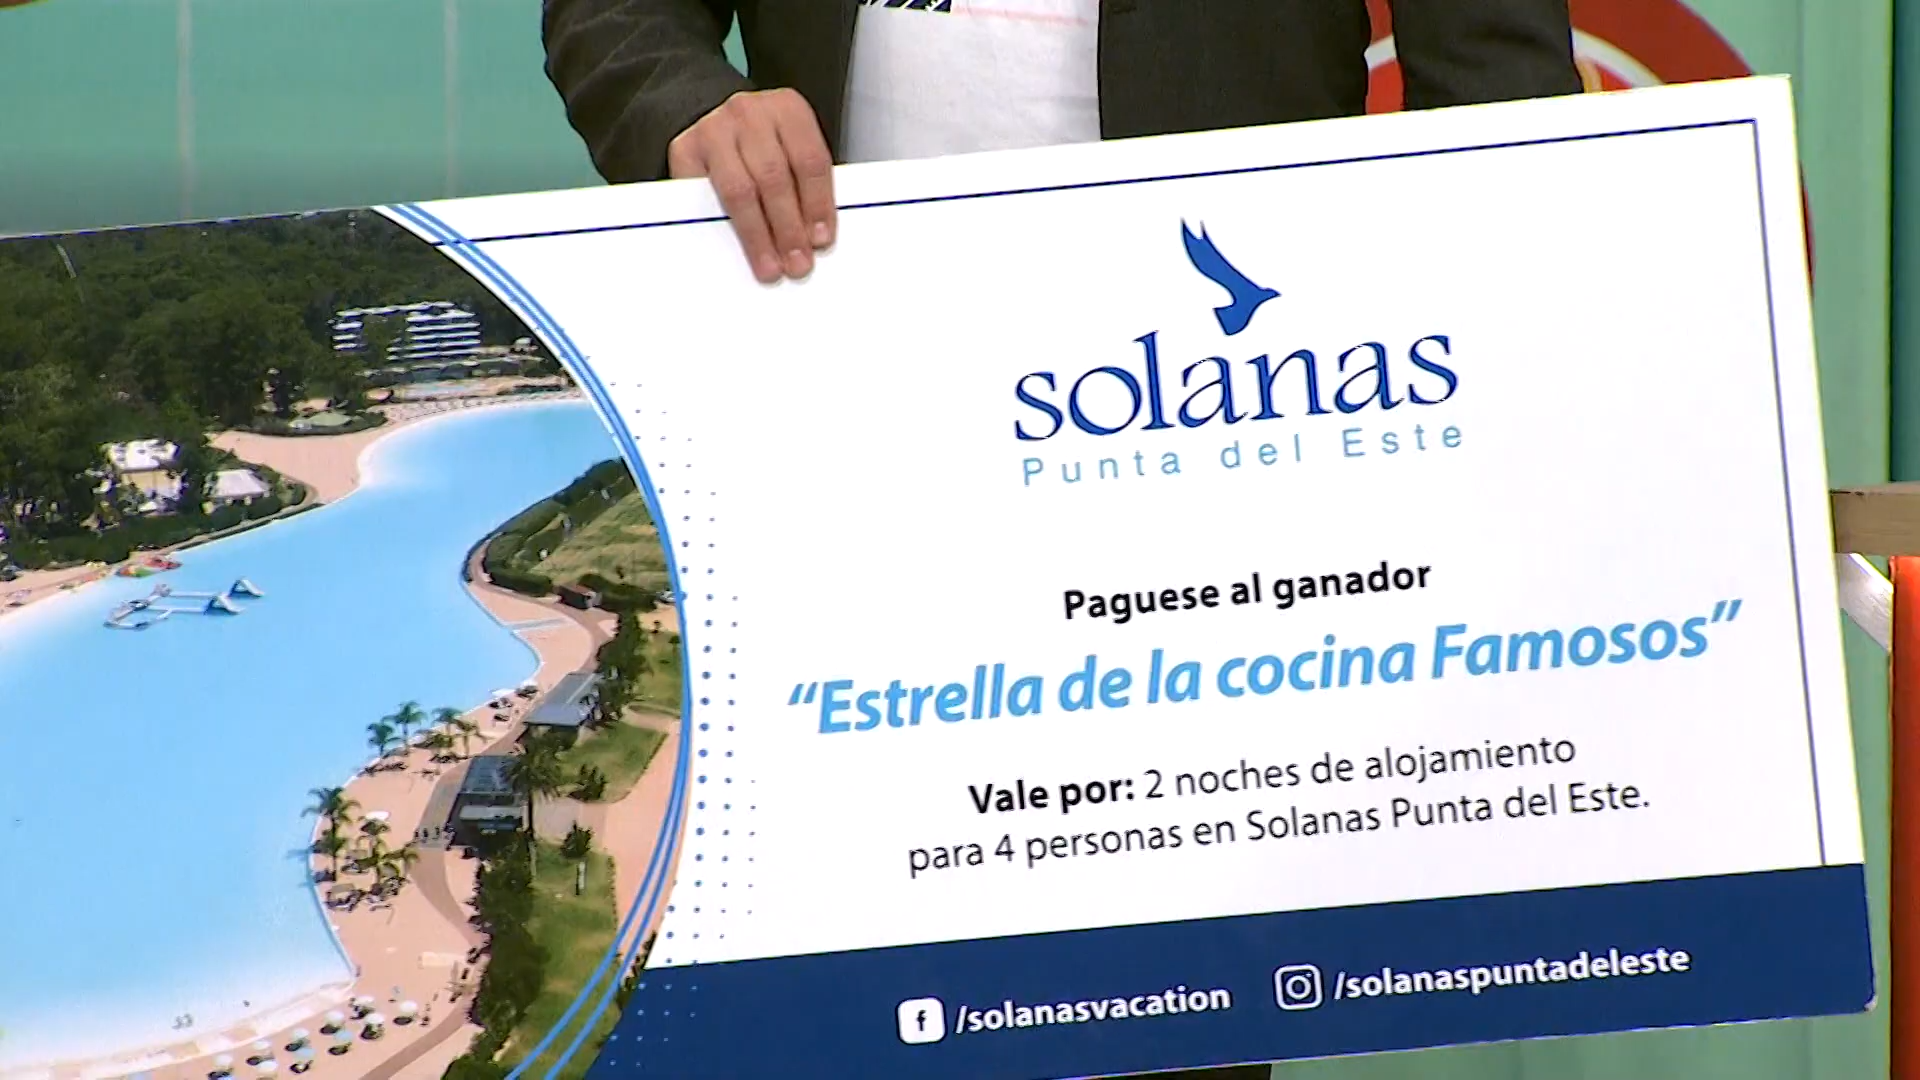 solanas
Punta del Este
Paguese al ganador
“Estrella de la cocina Famosos”
Vale por: 2 noches de alojamiento
para 4 personas en Solanas Punta del Este.
/solanasvacation /solanaspuntadeleste